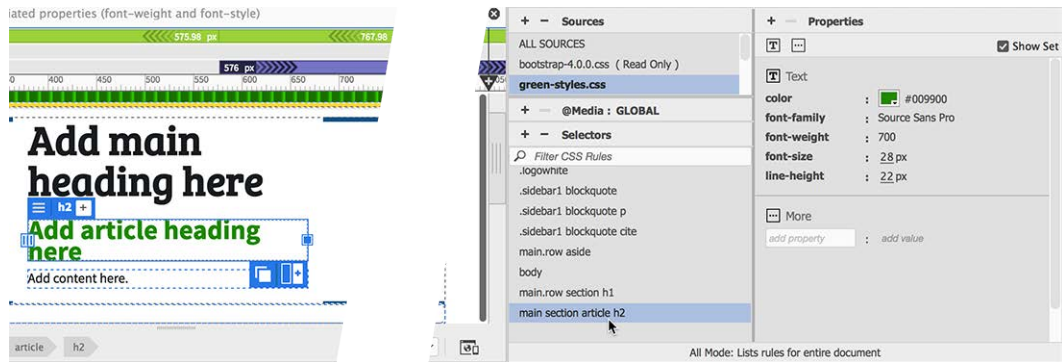 iated properties (font-weight and font-style)
575.98 px
767.98
576 px
400 450 500 550 600 650 700
Add main
heading here
h2 +
Add article heading
here
Add content here.
article h2
+ − Sources
ALL SOURCES
bootstrap-4.0.0.css ( Read Only )
green-styles.css
+ − @Media : GLOBAL
+ − Selectors
Filter CSS Rules
.logowhite
.sidebar1 blockquote
.sidebar1 blockquote p
.sidebar1 blockquote cite
main.row aside
body
main.row section h1
main section article h2
+ − Properties
T Show Set
T Text
color : #009900
font-family : Source Sans Pro
font-weight : 700
font-size : 28 px
line-height : 22 px
More
add property : add value
All Mode: Lists rules for entire document